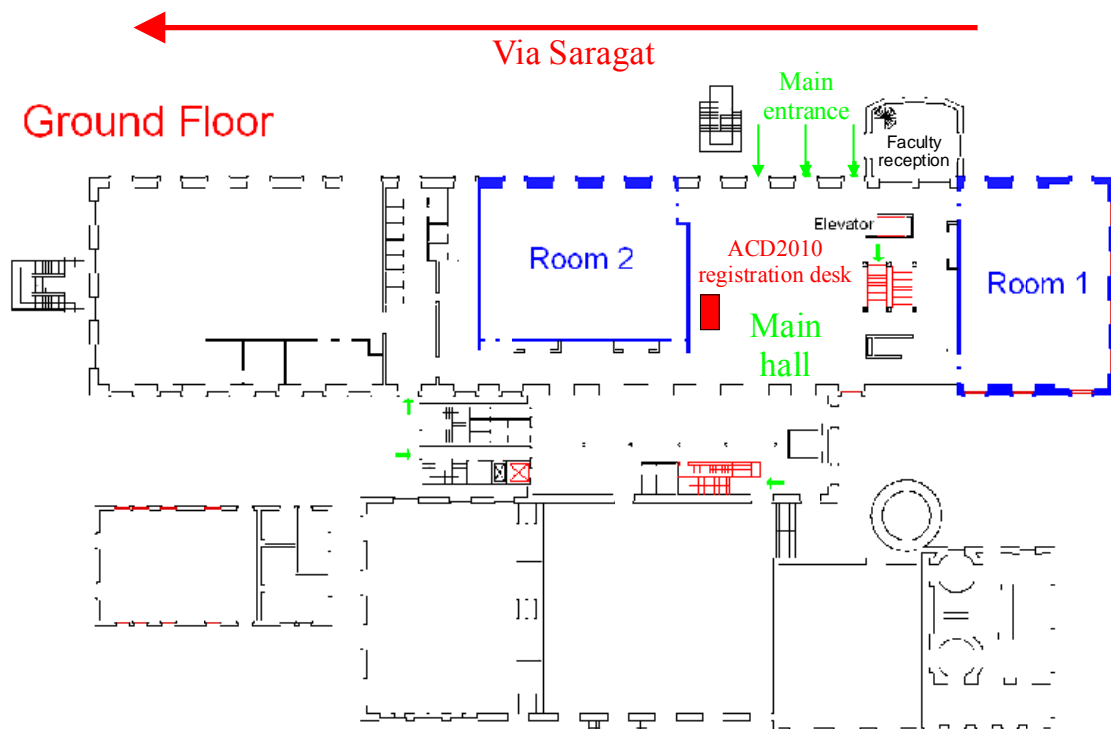 Via Saragat
Ground Floor
Main
entrance
Faculty
reception
Elevator
ACD2010
registration desk
Room 2
Room 1
Main
hall